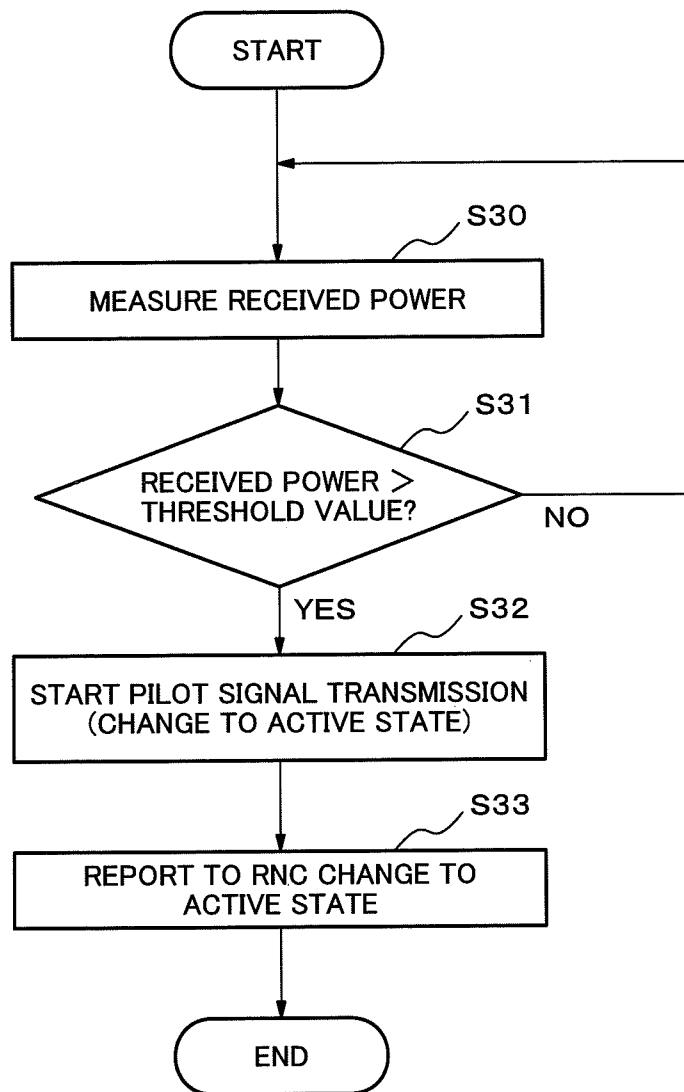 START
S30
MEASURE RECEIVED POWER
S31
RECEIVED POWER >
THRESHOLD VALUE?
NO
YES
S32
START PILOT SIGNAL TRANSMISSION
(CHANGE TO ACTIVE STATE)
S33
REPORT TO RNC CHANGE TO
ACTIVE STATE
END